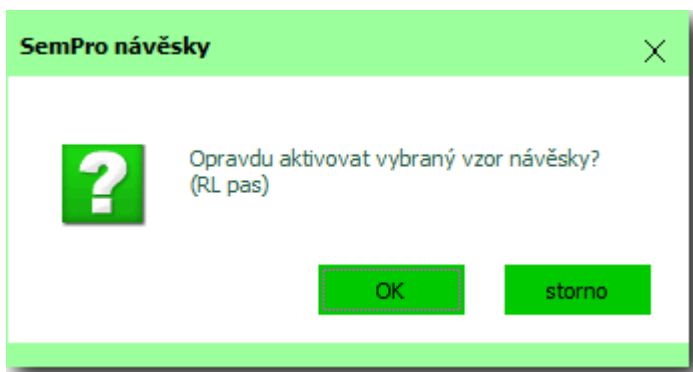 SemPro návěsky
Opravdu aktivovat vybraný vzor návěsky?
(RL pas)
OK
storno